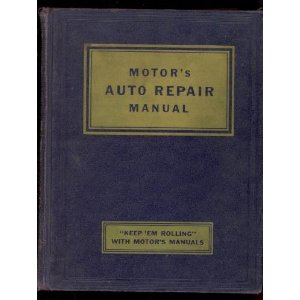 MOTOR's
AUTO REPAIR
MANUAL
"KEEP 'EM ROLLING"
WITH MOTOR'S MANUALS